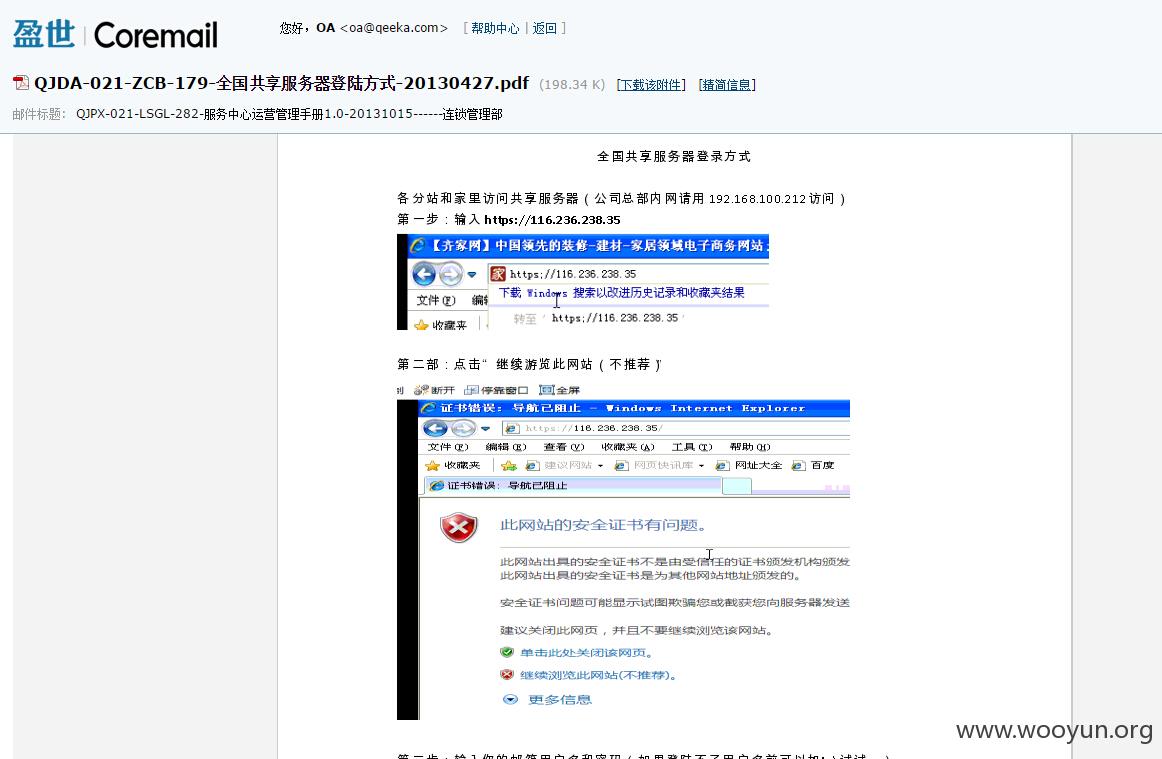 盈世 Coremail
您好，OA <oa@qeeka.com> [ 帮助中心 | 返回 ]
QJDA-021-ZCB-179-全国共享服务器登陆方式-20130427.pdf (198.34 K) [下载该附件] [精简信息]
邮件标题： QJPX-021-LSGL-282-服务中心运营管理手册1.0-20131015------连锁管理部
全国共享服务器登录方式
各分站和家里访问共享服务器（公司总部内网请用 192.168.100.212 访问）
第一步：输入 https://116.236.238.35
【齐家网】中国领先的装修-建材-家居领域电子商务网站
家 https;//116.236.238.35
下载 Windows 搜索以改进历史记录和收藏夹结果
文件(F) 编辑
转至 ' https;//116.236.238.35 '
收藏夹
第二部：点击“ 继续游览此网站（不推荐）”
断开 停靠窗口 全屏
证书错误: 导航已阻止 - Windows Internet Explorer
https://116.236.238.35/
文件(F) 编辑(E) 查看(V) 收藏夹(A) 工具(T) 帮助(H)
收藏夹 建议网站 网页快讯库 网址大全 百度
证书错误: 导航已阻止
此网站的安全证书有问题。
此网站出具的安全证书不是由受信任的证书颁发机构颁发
此网站出具的安全证书是为其他网站地址颁发的。
安全证书问题可能显示试图欺骗您或截获您向服务器发送
建议关闭此网页，并且不要继续浏览该网站。
单击此处关闭该网页。
继续浏览此网站(不推荐)。
更多信息
www.wooyun.org